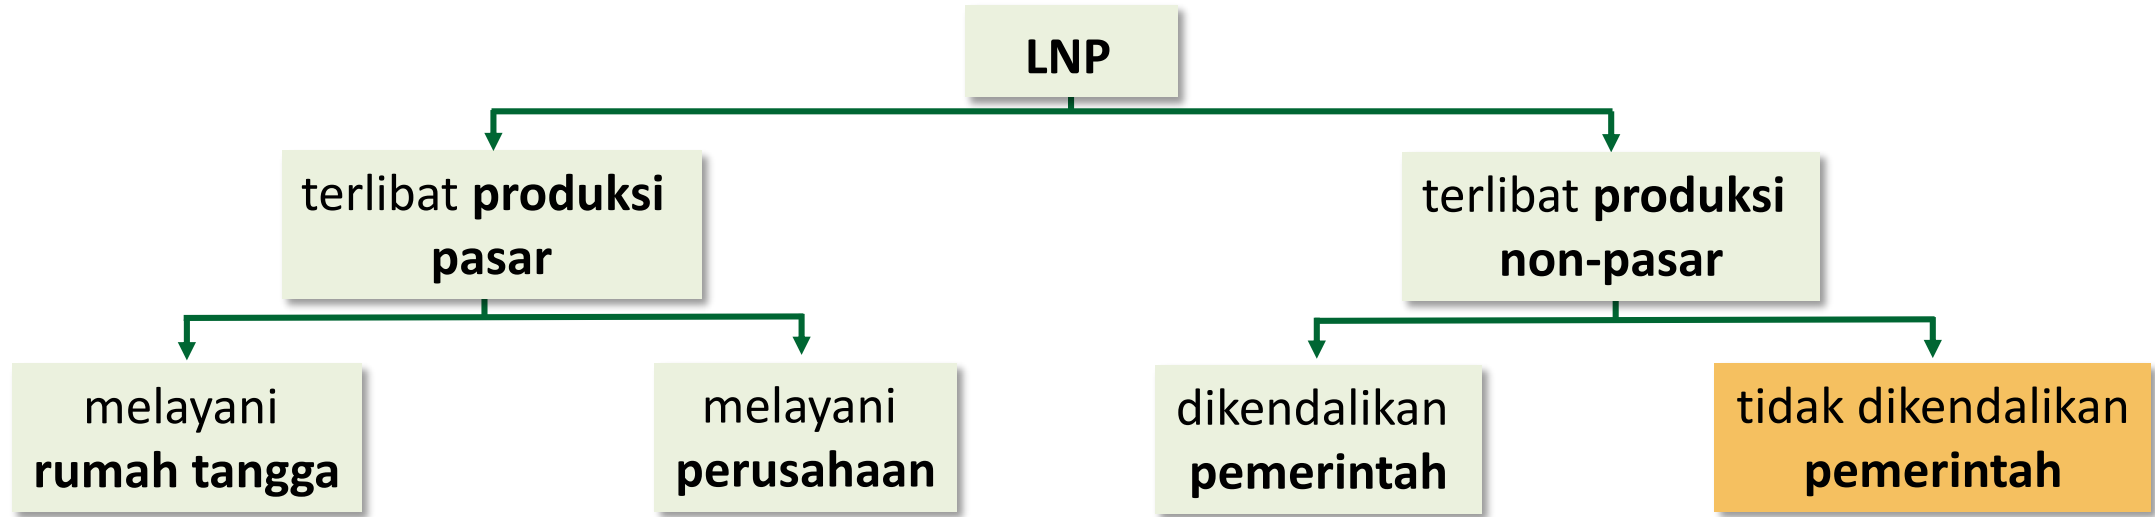 LNP
terlibat produksi
pasar
terlibat produksi
non-pasar
melayani
rumah tangga
melayani
perusahaan
dikendalikan
pemerintah
tidak dikendalikan
pemerintah